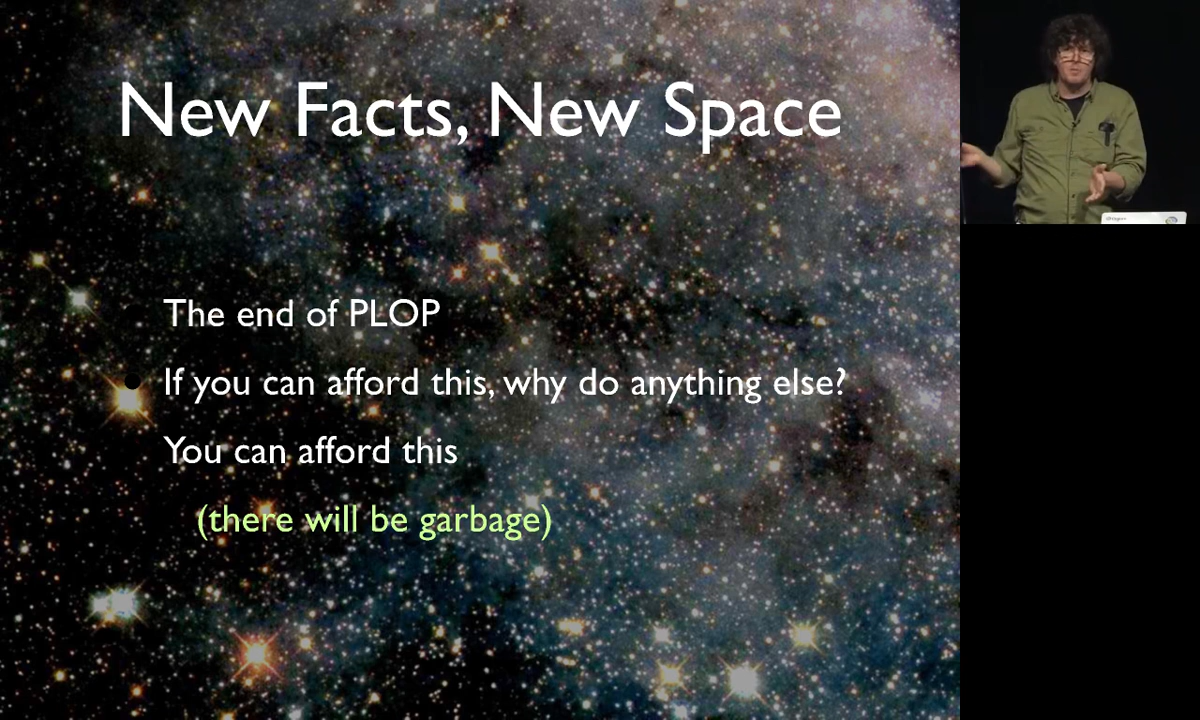 New Facts, New Space
The end of PLOP
If you can afford this, why do anything else?
You can afford this
(there will be garbage)